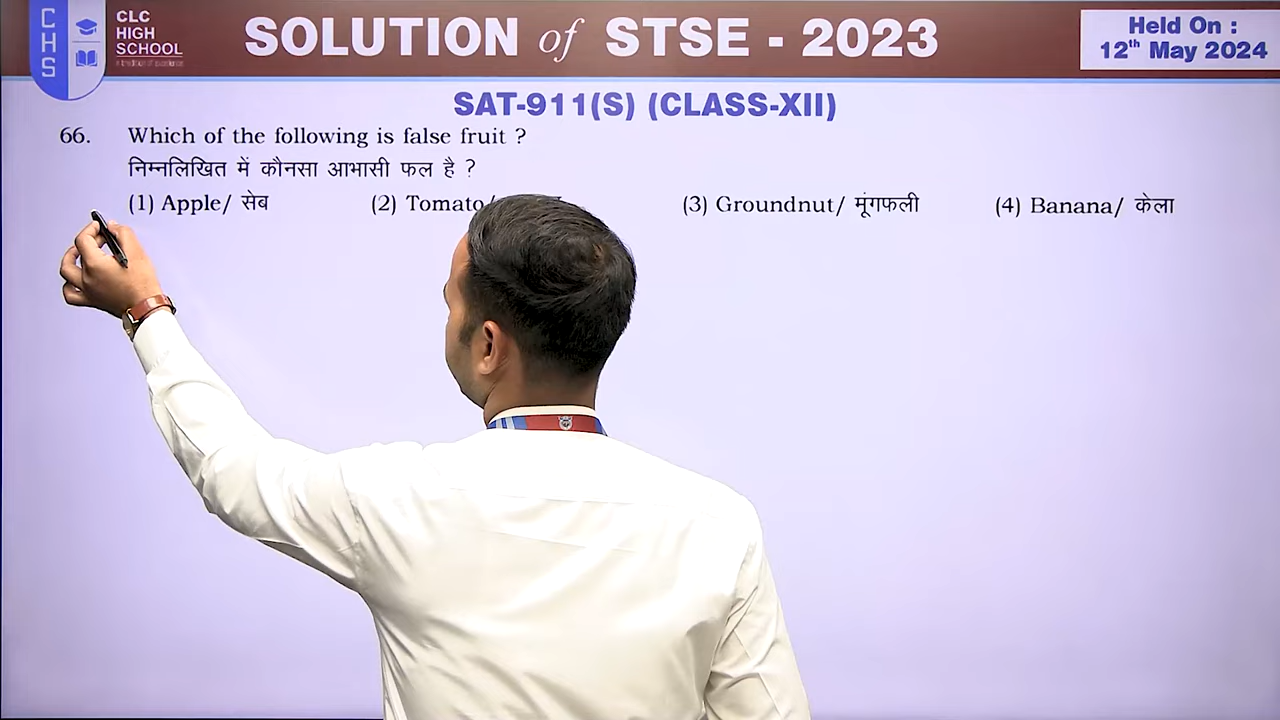 CHS
CLC
HIGH
SCHOOL
SOLUTION of STSE - 2023
Held On :
12th May 2024
SAT-911(S) (CLASS-XII)
66. Which of the following is false fruit ?
निम्नलिखित में कौनसा आभासी फल है ?
(1) Apple/ सेब (2) Tomato/ (3) Groundnut/ मूंगफली (4) Banana/ केला